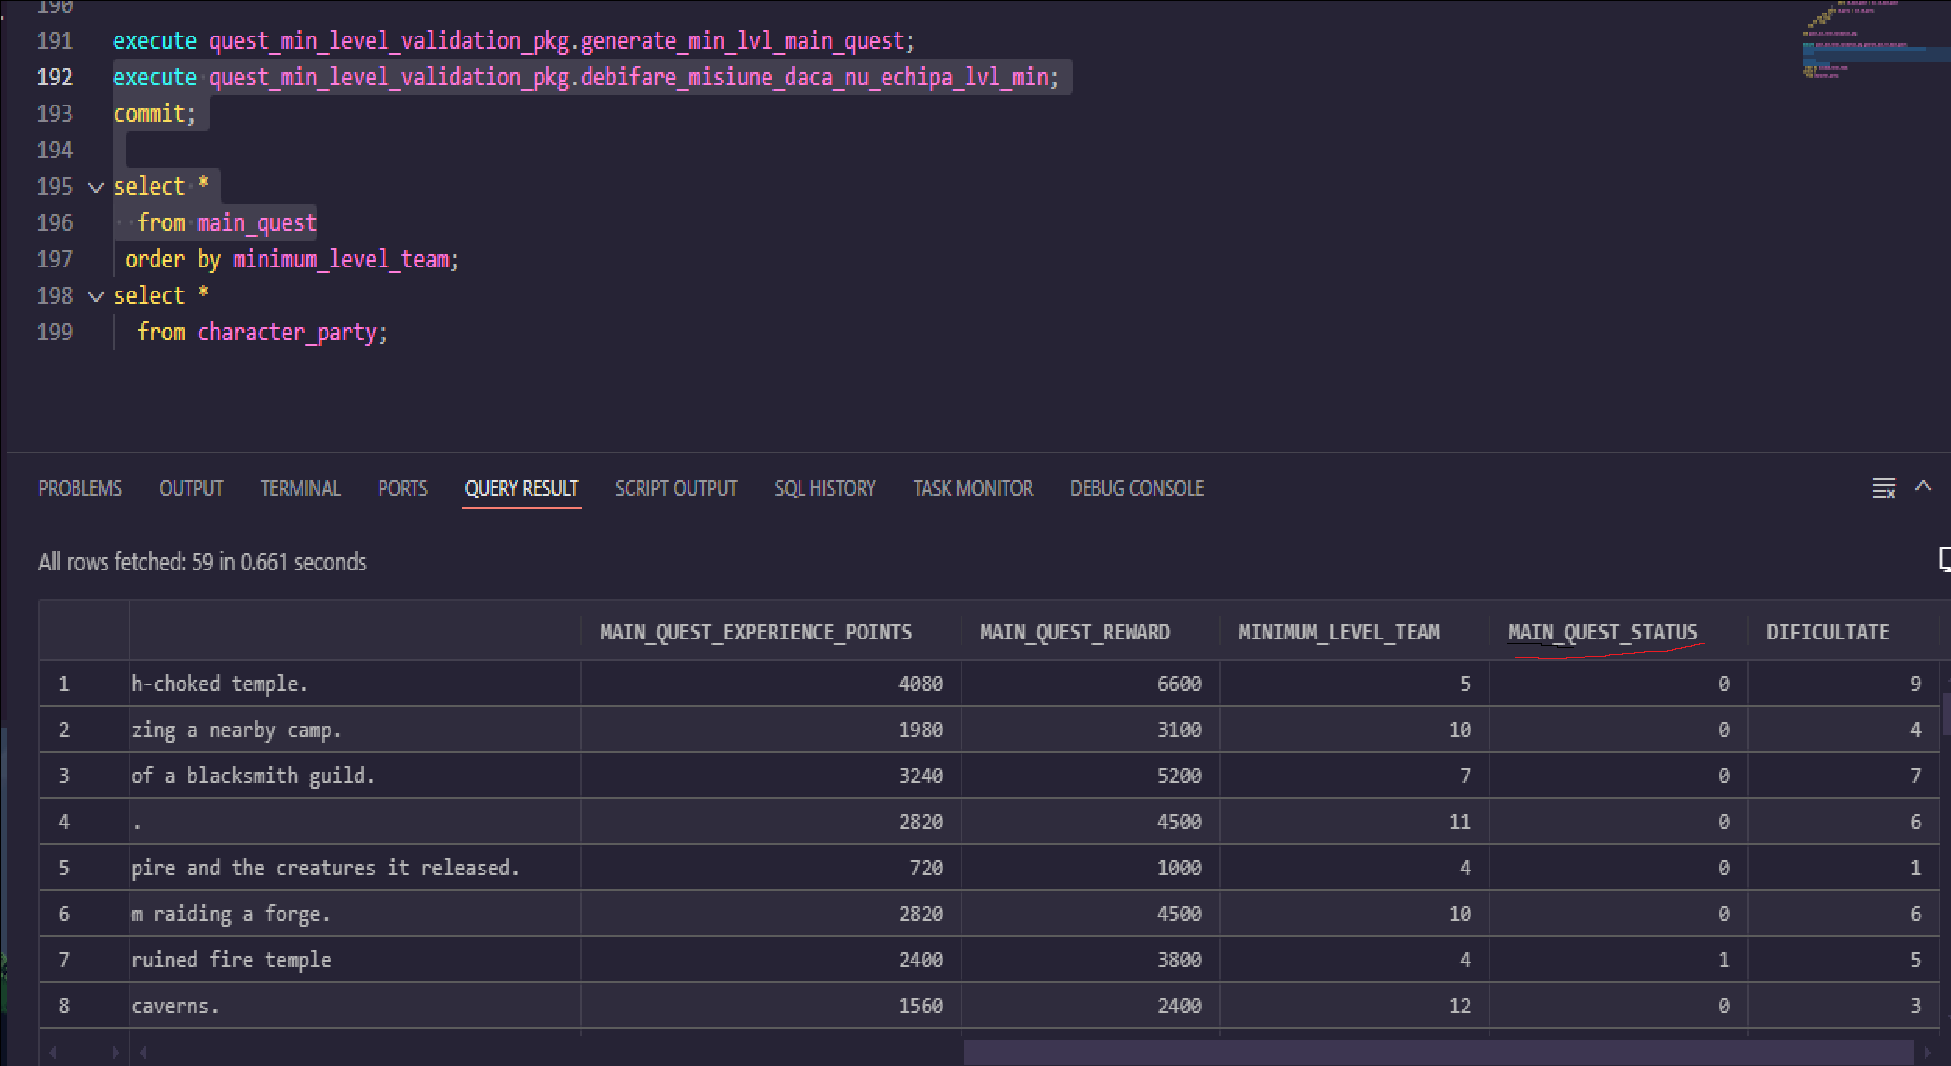 190
191 execute quest_min_level_validation_pkg.generate_min_lvl_main_quest;
192 execute quest_min_level_validation_pkg.debifare_misiune_daca_nu_echipa_lvl_min;
193 commit;
194
195 select *
196 from main_quest
197 order by minimum_level_team;
198 select *
199 from character_party;
PROBLEMS OUTPUT TERMINAL PORTS QUERY RESULT SCRIPT OUTPUT SQL HISTORY TASK MONITOR DEBUG CONSOLE
All rows fetched: 59 in 0.661 seconds
MAIN_QUEST_EXPERIENCE_POINTS MAIN_QUEST_REWARD MINIMUM_LEVEL_TEAM MAIN_QUEST_STATUS DIFICULTATE
1 h-choked temple. 4080 6600 5 0 9
2 zing a nearby camp. 1980 3100 10 0 4
3 of a blacksmith guild. 3240 5200 7 0 7
4 . 2820 4500 11 0 6
5 pire and the creatures it released. 720 1000 4 0 1
6 m raiding a forge. 2820 4500 10 0 6
7 ruined fire temple 2400 3800 4 1 5
8 caverns. 1560 2400 12 0 3